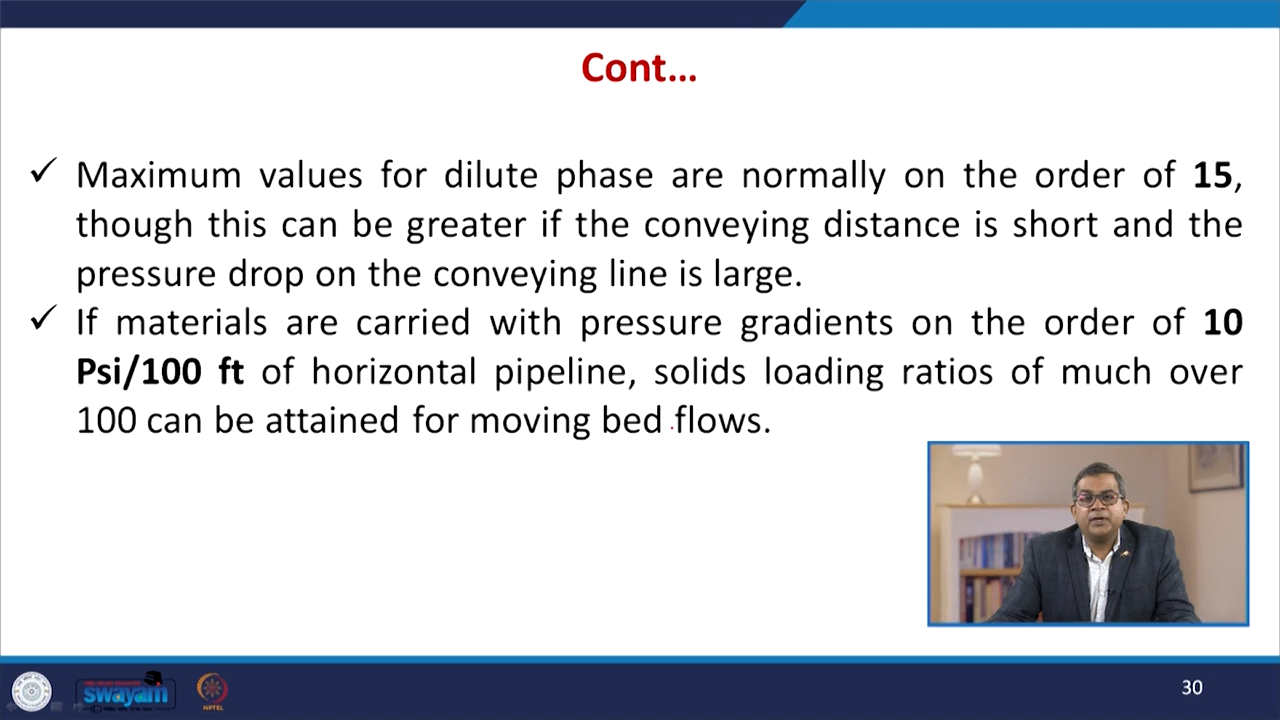 Cont...
✓ Maximum values for dilute phase are normally on the order of 15,
though this can be greater if the conveying distance is short and the
pressure drop on the conveying line is large.
✓ If materials are carried with pressure gradients on the order of 10
Psi/100 ft of horizontal pipeline, solids loading ratios of much over
100 can be attained for moving bed flows.
swayam
NPTEL
30